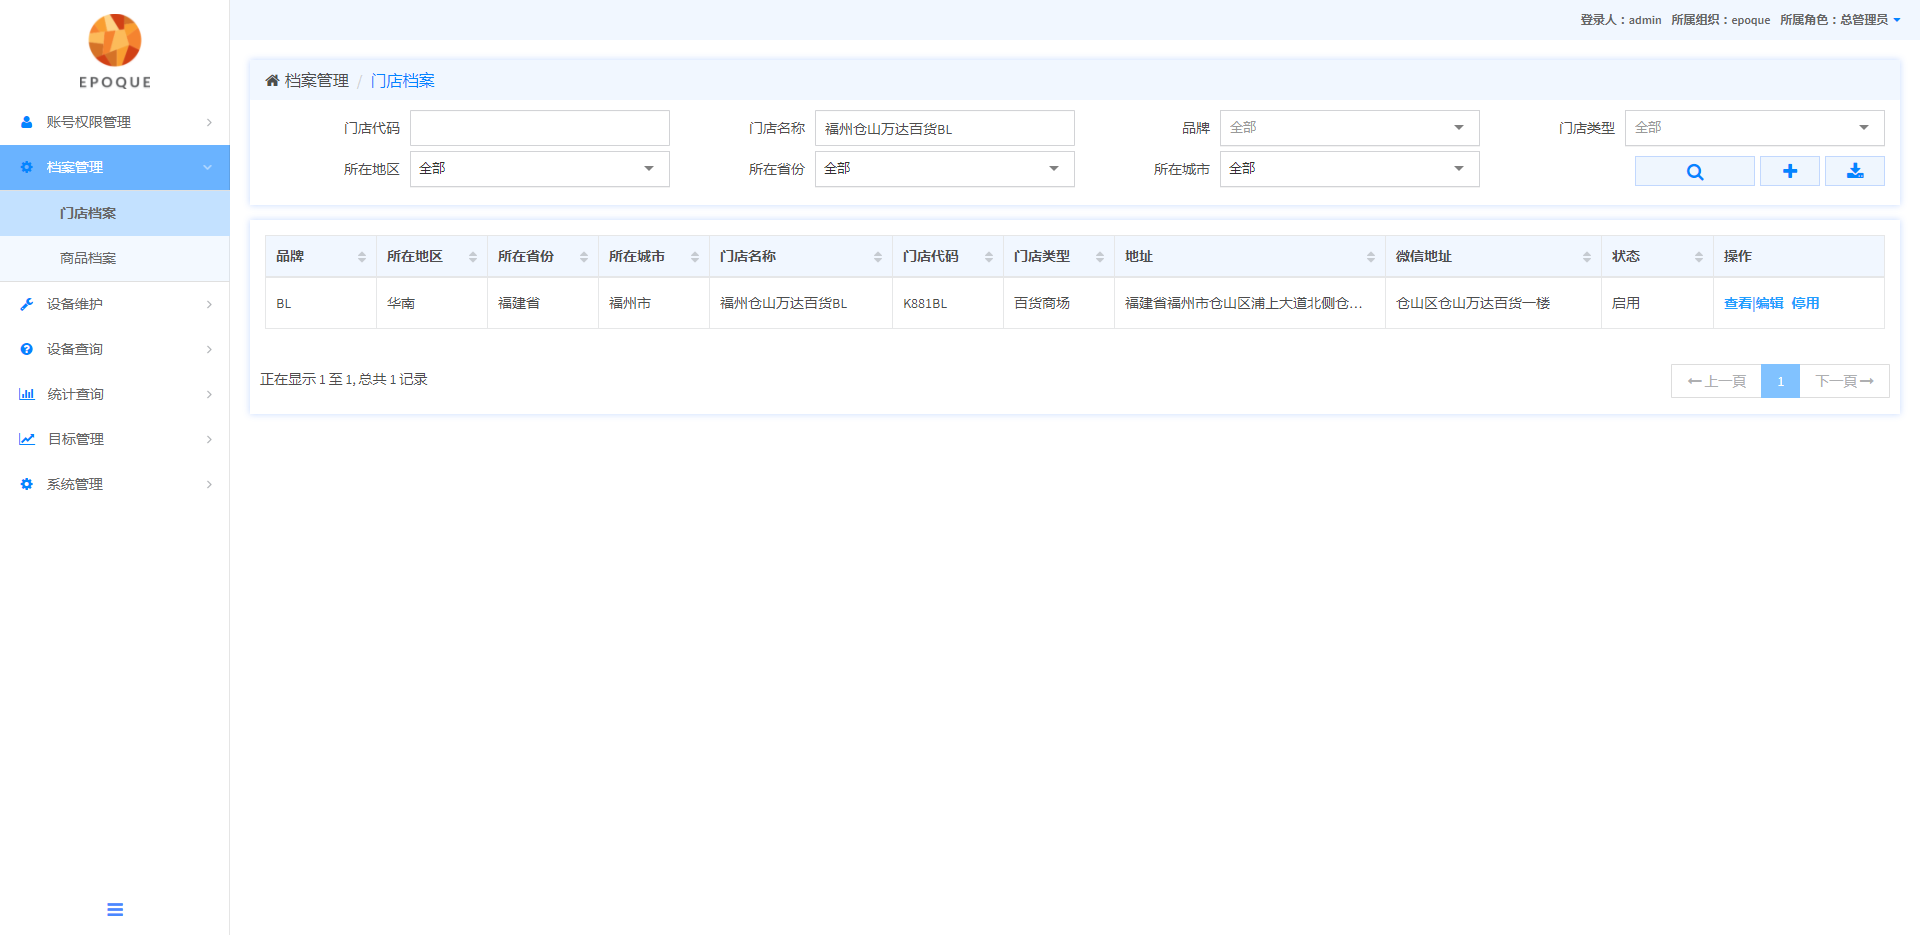 EPOQUE
登录人：admin 所属组织：epoque 所属角色：总管理员
账号权限管理
档案管理
门店档案
商品档案
设备维护
设备查询
统计查询
目标管理
系统管理
档案管理 / 门店档案
门店代码 门店名称 福州仓山万达百货BL 品牌 全部 门店类型 全部
所在地区 全部 所在省份 全部 所在城市 全部
品牌 所在地区 所在省份 所在城市 门店名称 门店代码 门店类型 地址 微信地址 状态 操作
BL 华南 福建省 福州市 福州仓山万达百货BL K881BL 百货商场 福建省福州市仓山区浦上大道北侧仓... 仓山区仓山万达百货一楼 启用 查看|编辑 停用
正在显示 1 至 1, 总共 1 记录
←上一頁 1 下一頁→